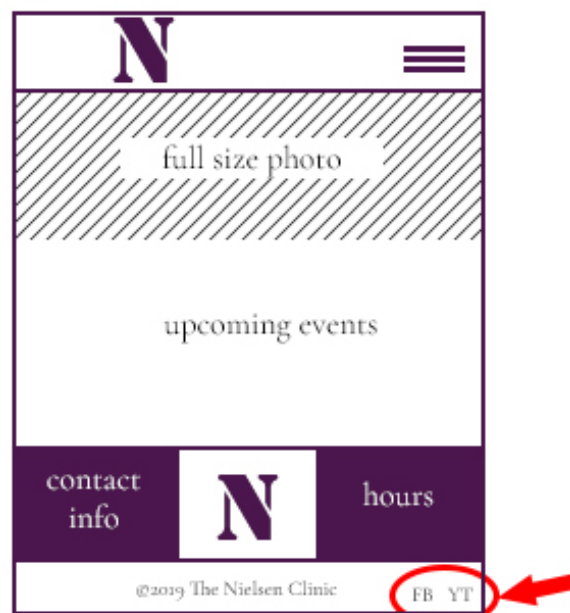 N
full size photo
upcoming events
contact
info
N
hours
©2019 The Nielsen Clinic
FB YT